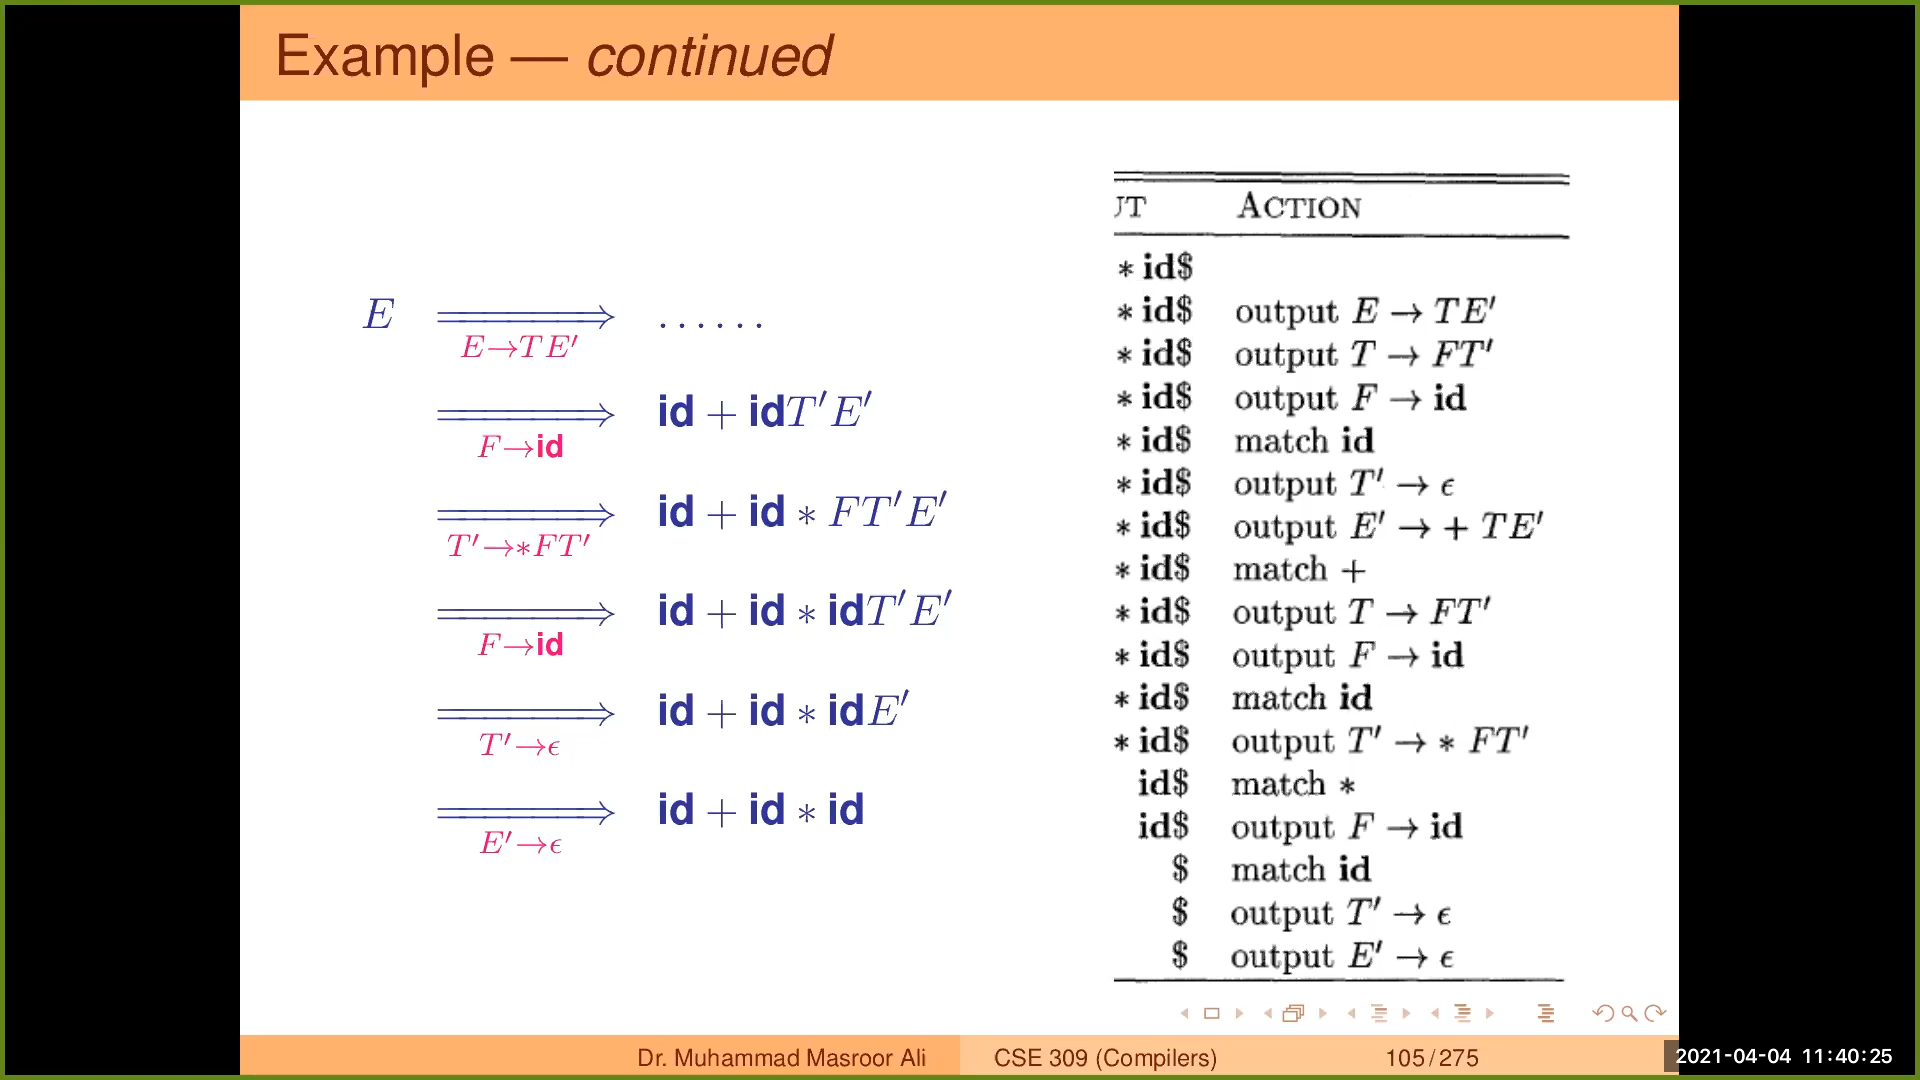 Example — continued
E ⟹ ......
E→TE′
⟹ id + idT′E′
F→id
⟹ id + id ∗ FT′E′
T′→∗FT′
⟹ id + id ∗ idT′E′
F→id
⟹ id + id ∗ idE′
T′→ϵ
⟹ id + id ∗ id
E′→ϵ
UT ACTION
∗ id$
∗ id$ output E → TE′
∗ id$ output T → FT′
∗ id$ output F → id
∗ id$ match id
∗ id$ output T′ → ϵ
∗ id$ output E′ → + TE′
∗ id$ match +
∗ id$ output T → FT′
∗ id$ output F → id
∗ id$ match id
∗ id$ output T′ → ∗ FT′
id$ match ∗
id$ output F → id
$ match id
$ output T′ → ϵ
$ output E′ → ϵ
Dr. Muhammad Masroor Ali CSE 309 (Compilers) 105/275
2021-04-04 11:40:25